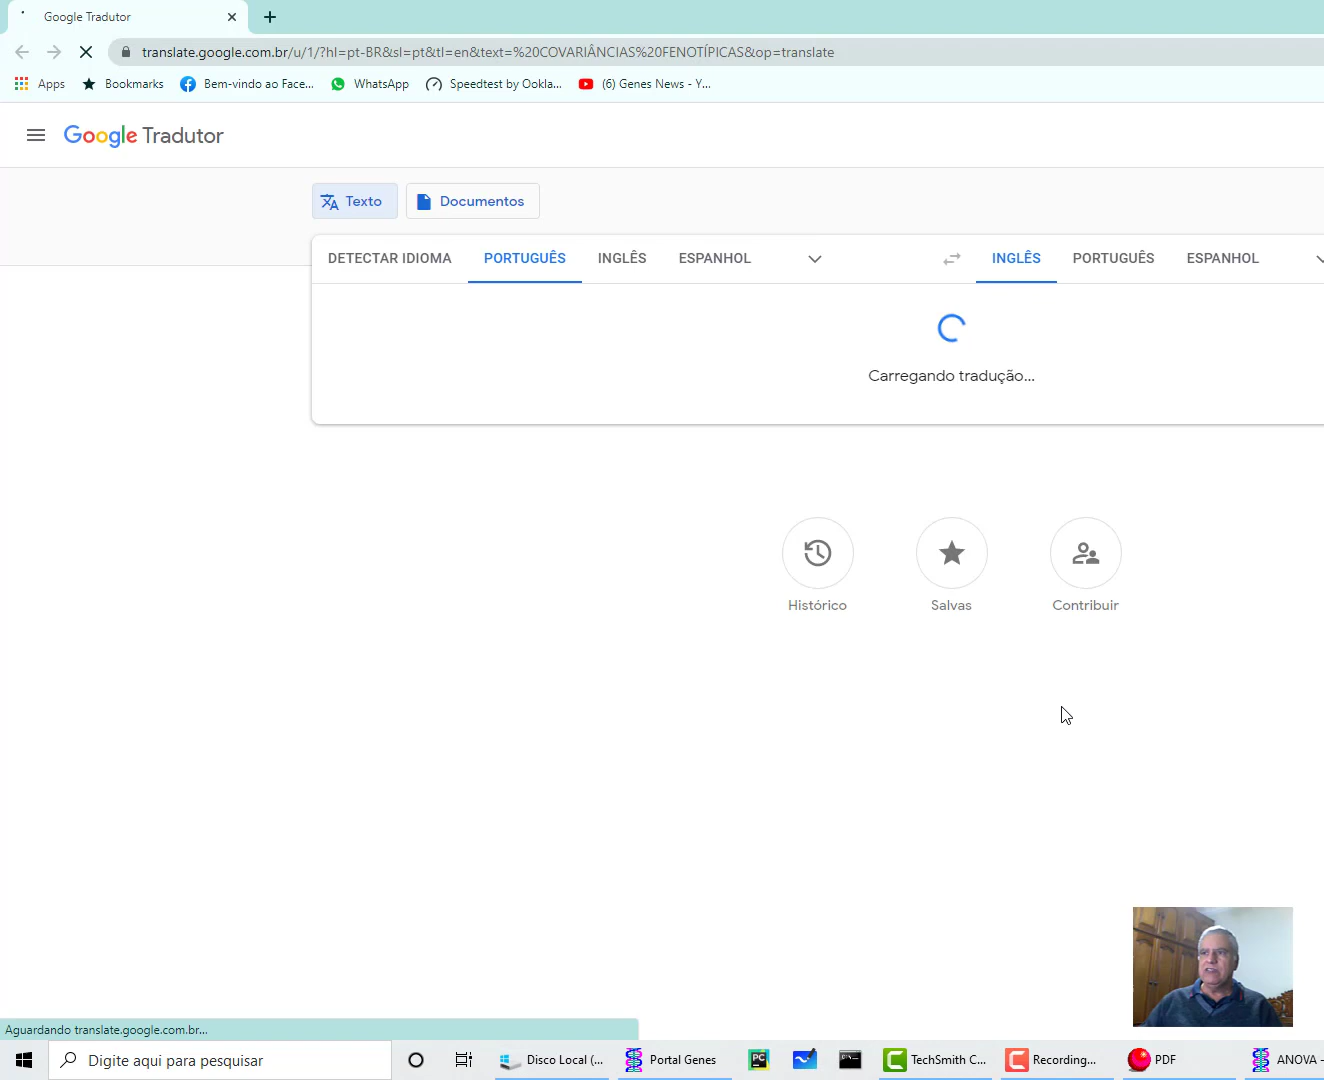 Google Tradutor
translate.google.com.br/u/1/?hl=pt-BR&sl=pt&tl=en&text=%20COVARIÂNCIAS%20FENOTÍPICAS&op=translate
Apps Bookmarks Bem-vindo ao Face... WhatsApp Speedtest by Ookla... (6) Genes News - Y...
Google Tradutor
Texto Documentos
DETECTAR IDIOMA PORTUGUÊS INGLÊS ESPANHOL INGLÊS PORTUGUÊS ESPANHOL
Carregando tradução...
Histórico Salvas Contribuir
Aguardando translate.google.com.br...
Digite aqui para pesquisar Disco Local (... Portal Genes PC TechSmith C... Recording... PDF ANOVA -